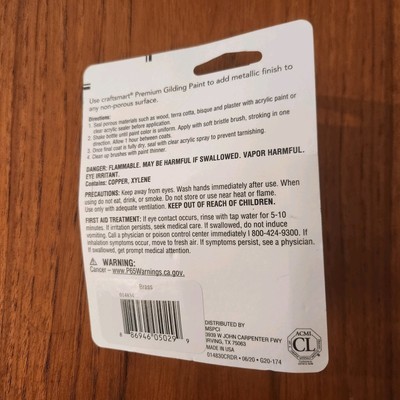 Use craftsmart® Premium Gilding Paint to add metallic finish to
any non-porous surface.
Directions:
1. Seal porous materials such as wood, terra cotta, bisque and plaster with acrylic paint or
clear acrylic sealer before application.
2. Shake bottle until paint color is uniform. Apply with soft bristle brush, stroking in one
direction. Allow 1 hour between coats.
3. Once final coat is fully dry, seal with clear acrylic spray to prevent tarnishing.
4. Clean up brushes with paint thinner.
DANGER: FLAMMABLE. MAY BE HARMFUL IF SWALLOWED. VAPOR HARMFUL.
EYE IRRITANT.
Contains: COPPER, XYLENE
PRECAUTIONS: Keep away from eyes. Wash hands immediately after use. When
using do not eat, drink, or smoke. Do not store or use near heat or flame.
Use only with adequate ventilation. KEEP OUT OF REACH OF CHILDREN.
FIRST AID TREATMENT: If eye contact occurs, rinse with tap water for 5-10
minutes. If irritation persists, seek medical care. If swallowed, do not induce
vomiting. Call a physician or poison control center immediately 1 800-424-9300. If
inhalation symptoms occur, move to fresh air. If symptoms persist, see a physician.
If swallowed, get prompt medical attention.
WARNING:
Cancer – www.P65Warnings.ca.gov.
Brass
6 86946 05029 9
DISTRIBUTED BY
MSPCI
3939 W JOHN CARPENTER FWY
IRVING, TX 75063
MADE IN USA
014830CRDR • 06/20 • G20-174
ACMI
CL